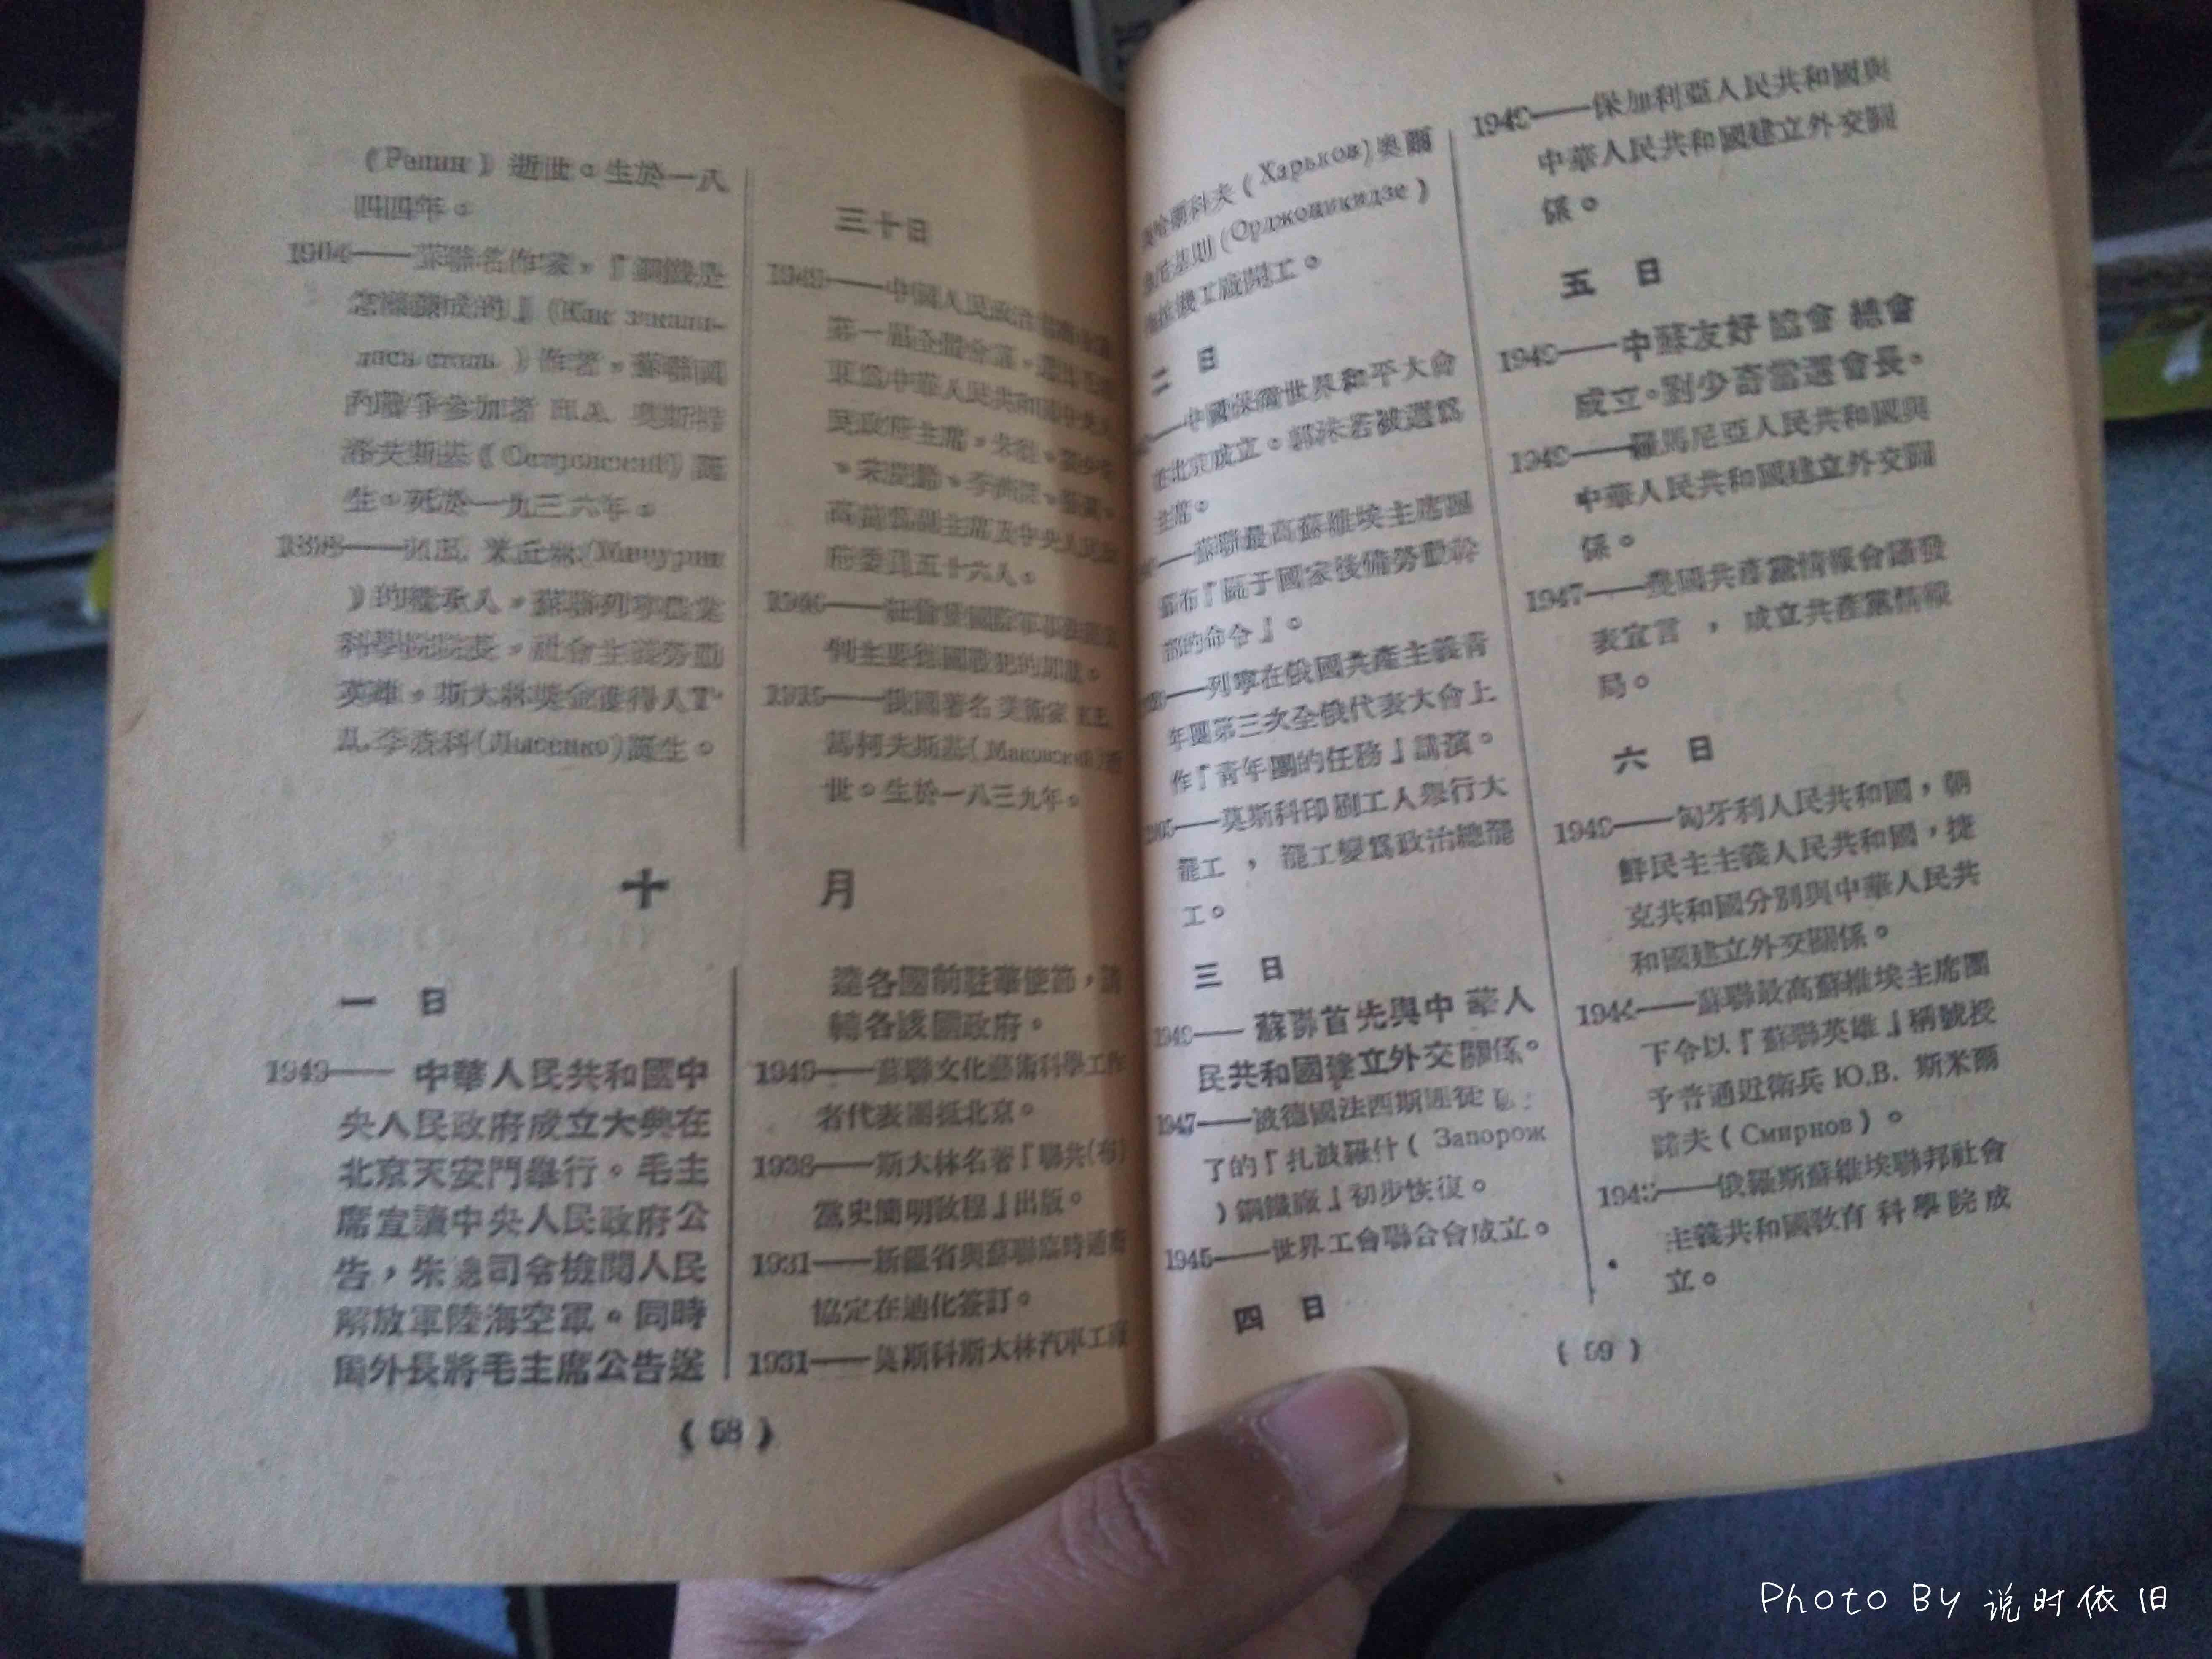 (Репин) 逝世。生於一八
四四年。
1904——蘇聯名作家，『鋼鐵是
怎樣鍊成的』(Как закаля-
лась сталь) 作者，蘇聯國
內戰爭參加者 Н.А. 奧斯特
洛夫斯基(Островский) 誕
生。死於一九三六年。
(Мичурин
)的繼承人，蘇聯列寧農業
科學院院長，社會主義勞動
英雄，斯大林獎金獲得人Т.
Д.李森科(Лысенко)誕生。
三十日
1949——中國人民政治協商會議
第一屆全體會議，選出毛澤
東爲中華人民共和國中央人
民政府主席，朱德、劉少奇
、宋慶齡、李濟深、張瀾、
高崗爲副主席及中央人民政
府委員五十六人。
1946——紐倫堡國際軍事法庭
判主要德國戰犯的罪狀。
1915——俄國著名美術家 К.Е.
馬柯夫斯基(Маковский)逝
世。生於一八三九年。
十月
一日
1949——中華人民共和國中
央人民政府成立大典在
北京天安門舉行。毛主
席宣讀中央人民政府公
告，朱總司令檢閱人民
解放軍陸海空軍。同時
周外長將毛主席公告送
達各國前駐華使節，請
轉各該國政府。
1949——蘇聯文化藝術科學工作
者代表團抵北京。
1938——斯大林名著『聯共(布)
黨史簡明教程』出版。
1931——新疆省與蘇聯臨時通商
協定在迪化簽訂。
1931——莫斯科斯大林汽車工廠
(58)
哈爾科夫(Харьков)奧爾
尼基則(Орджоникидзе)
拉機工廠開工。
二日
——中國保衛世界和平大會
在北京成立。郭沫若被選爲
主席。
——蘇聯最高蘇維埃主席團
頒布『關于國家後備勞動幹
部的命令』。
——列寧在俄國共產主義青
年團第三次全俄代表大會上
作『青年團的任務』講演。
1905——莫斯科印刷工人舉行大
罷工，罷工變爲政治總罷
工。
三日
1949——蘇聯首先與中華人
民共和國建立外交關係。
1947——被德國法西斯匪徒
了的『扎波羅什(Запорож
)鋼鐵廠』初步恢復。
1945——世界工會聯合會成立。
四日
1949——保加利亞人民共和國與
中華人民共和國建立外交關
係。
五日
1949——中蘇友好協會總會
成立。劉少奇當選會長。
1949——羅馬尼亞人民共和國與
中華人民共和國建立外交關
係。
1947——九國共產黨情報會議發
表宣言，成立共產黨情報
局。
六日
1949——匈牙利人民共和國，朝
鮮民主主義人民共和國，捷
克共和國分別與中華人民共
和國建立外交關係。
1944——蘇聯最高蘇維埃主席團
下令以『蘇聯英雄』稱號授
予普通近衛兵 Ю.В. 斯米爾
諾夫(Смирнов)。
1943——俄羅斯蘇維埃聯邦社會
主義共和國教育科學院成
立。
(59)
Photo By 说时依旧